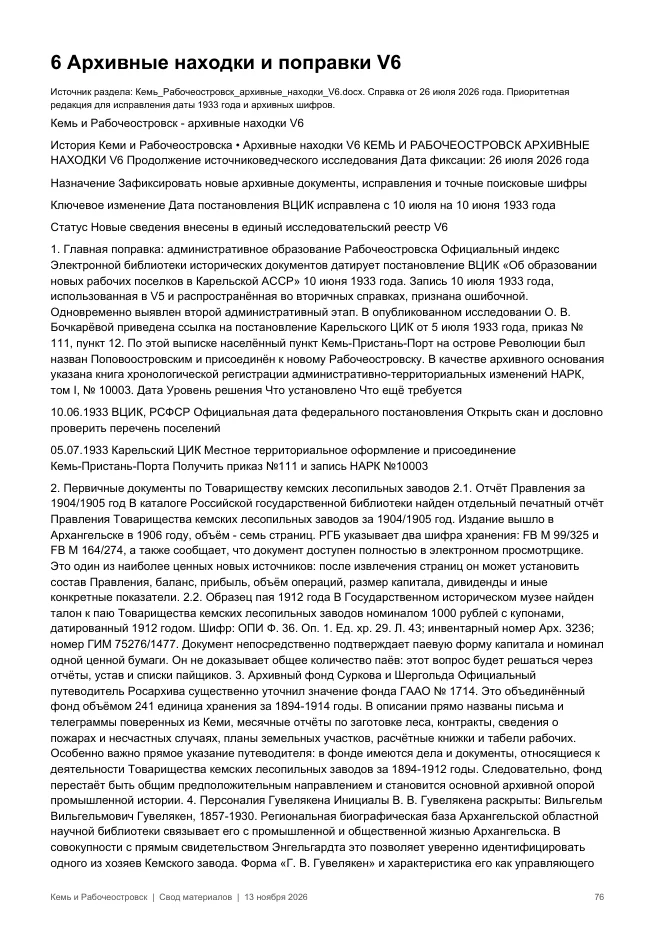 6 Архивные находки и поправки V6
Источник раздела: Кемь_Рабочеостровск_архивные_находки_V6.docx. Справка от 26 июля 2026 года. Приоритетная
редакция для исправления даты 1933 года и архивных шифров.
Кемь и Рабочеостровск - архивные находки V6
История Кеми и Рабочеостровска • Архивные находки V6 КЕМЬ И РАБОЧЕОСТРОВСК АРХИВНЫЕ
НАХОДКИ V6 Продолжение источниковедческого исследования Дата фиксации: 26 июля 2026 года
Назначение Зафиксировать новые архивные документы, исправления и точные поисковые шифры
Ключевое изменение Дата постановления ВЦИК исправлена с 10 июля на 10 июня 1933 года
Статус Новые сведения внесены в единый исследовательский реестр V6
1. Главная поправка: административное образование Рабочеостровска Официальный индекс
Электронной библиотеки исторических документов датирует постановление ВЦИК «Об образовании
новых рабочих поселков в Карельской АССР» 10 июня 1933 года. Запись 10 июля 1933 года,
использованная в V5 и распространённая во вторичных справках, признана ошибочной.
Одновременно выявлен второй административный этап. В опубликованном исследовании О. В.
Бочкарёвой приведена ссылка на постановление Карельского ЦИК от 5 июля 1933 года, приказ №
111, пункт 12. По этой выписке населённый пункт Кемь-Пристань-Порт на острове Революции был
назван Поповоостровским и присоединён к новому Рабочеостровску. В качестве архивного основания
указана книга хронологической регистрации административно-территориальных изменений НАРК,
том I, № 10003. Дата Уровень решения Что установлено Что ещё требуется
10.06.1933 ВЦИК, РСФСР Официальная дата федерального постановления Открыть скан и дословно
проверить перечень поселений
05.07.1933 Карельский ЦИК Местное территориальное оформление и присоединение
Кемь-Пристань-Порта Получить приказ №111 и запись НАРК №10003
2. Первичные документы по Товариществу кемских лесопильных заводов 2.1. Отчёт Правления за
1904/1905 год В каталоге Российской государственной библиотеки найден отдельный печатный отчёт
Правления Товарищества кемских лесопильных заводов за 1904/1905 год. Издание вышло в
Архангельске в 1906 году, объём - семь страниц. РГБ указывает два шифра хранения: FB M 99/325 и
FB M 164/274, а также сообщает, что документ доступен полностью в электронном просмотрщике.
Это один из наиболее ценных новых источников: после извлечения страниц он может установить
состав Правления, баланс, прибыль, объём операций, размер капитала, дивиденды и иные
конкретные показатели. 2.2. Образец пая 1912 года В Государственном историческом музее найден
талон к паю Товарищества кемских лесопильных заводов номиналом 1000 рублей с купонами,
датированный 1912 годом. Шифр: ОПИ Ф. 36. Оп. 1. Ед. хр. 29. Л. 43; инвентарный номер Арх. 3236;
номер ГИМ 75276/1477. Документ непосредственно подтверждает паевую форму капитала и номинал
одной ценной бумаги. Он не доказывает общее количество паёв: этот вопрос будет решаться через
отчёты, устав и списки пайщиков. 3. Архивный фонд Суркова и Шергольда Официальный
путеводитель Росархива существенно уточнил значение фонда ГААО № 1714. Это объединённый
фонд объёмом 241 единица хранения за 1894-1914 годы. В описании прямо названы письма и
телеграммы поверенных из Кеми, месячные отчёты по заготовке леса, контракты, сведения о
пожарах и несчастных случаях, планы земельных участков, расчётные книжки и табели рабочих.
Особенно важно прямое указание путеводителя: в фонде имеются дела и документы, относящиеся к
деятельности Товарищества кемских лесопильных заводов за 1894-1912 годы. Следовательно, фонд
перестаёт быть общим предположительным направлением и становится основной архивной опорой
промышленной истории. 4. Персоналия Гувелякена Инициалы В. В. Гувелякена раскрыты: Вильгельм
Вильгельмович Гувелякен, 1857-1930. Региональная биографическая база Архангельской областной
научной библиотеки связывает его с промышленной и общественной жизнью Архангельска. В
совокупности с прямым свидетельством Энгельгардта это позволяет уверенно идентифицировать
одного из хозяев Кемского завода. Форма «Г. В. Гувелякен» и характеристика его как управляющего
Кемь и Рабочеостровск | Свод материалов | 13 ноября 2026
76